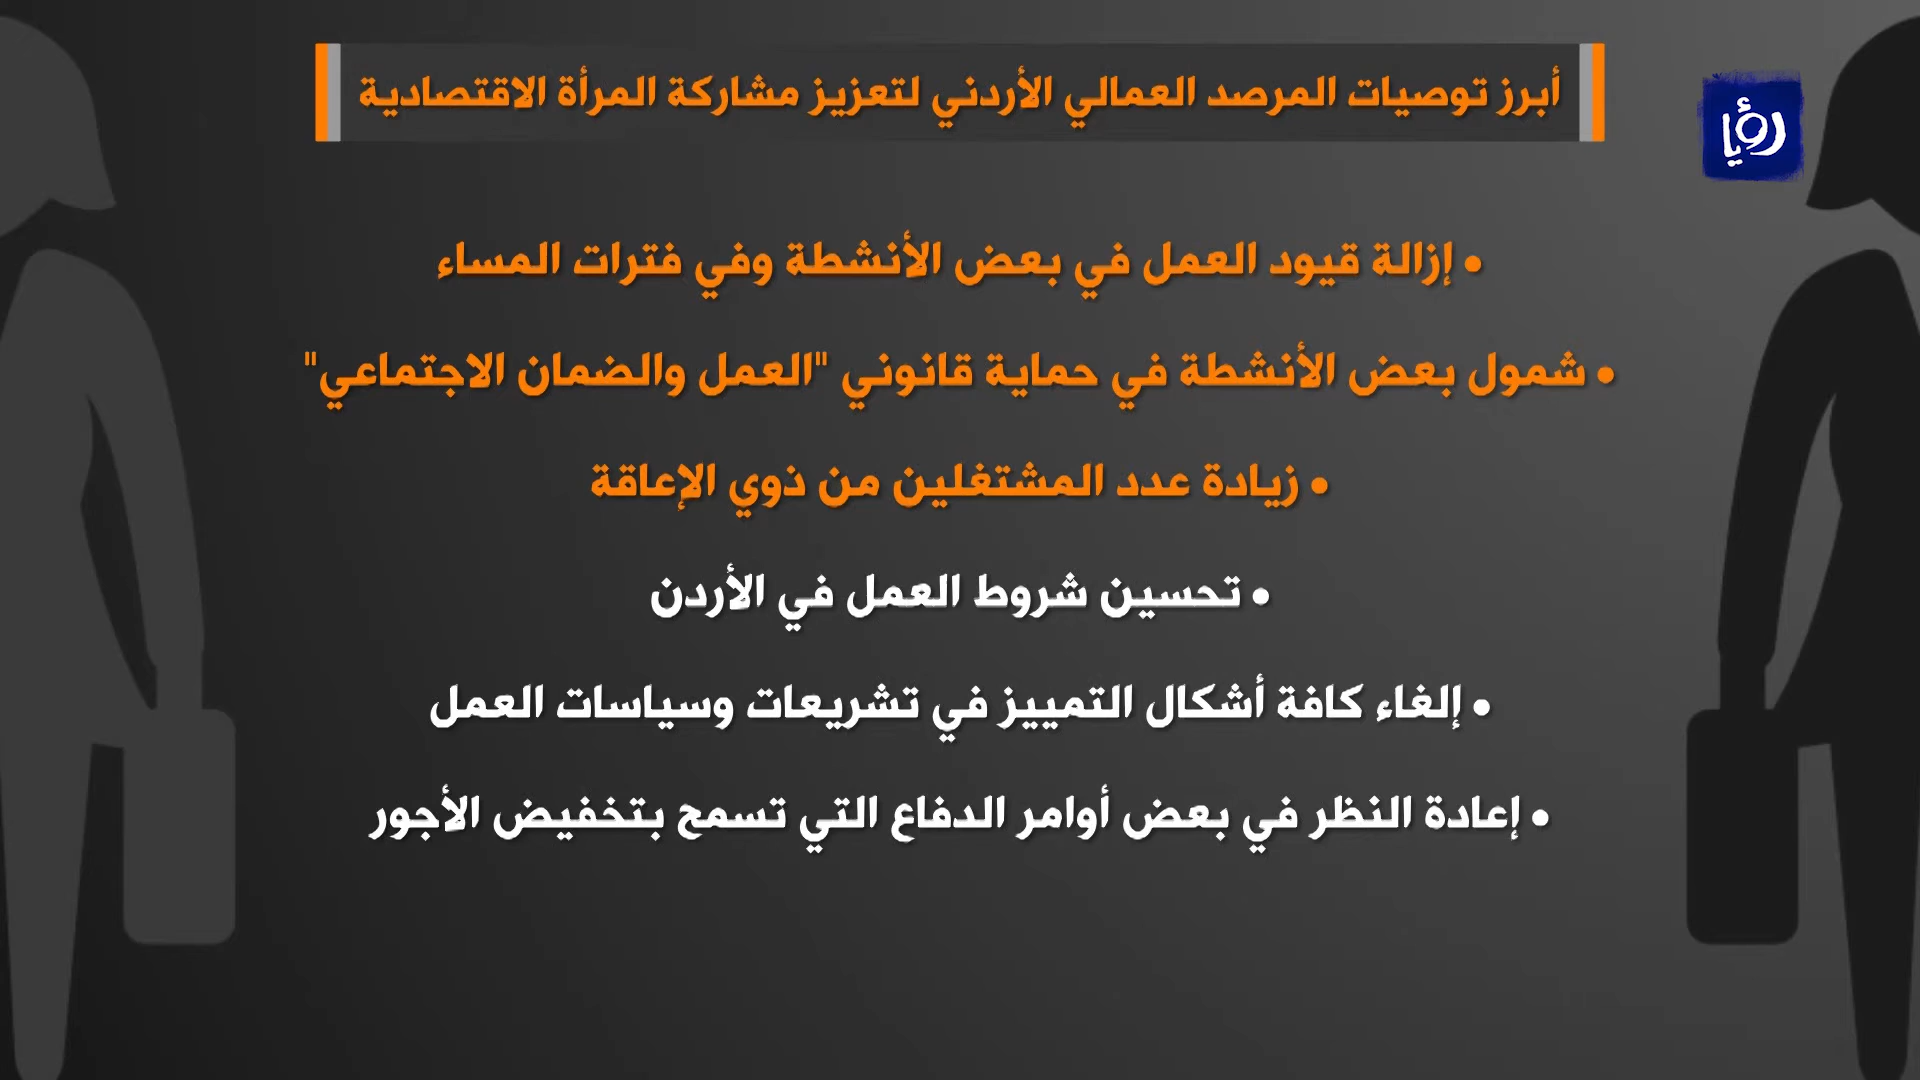 أبرز توصيات المرصد العمالي الأردني لتعزيز مشاركة المرأة الاقتصادية
رؤيا
• إزالة قيود العمل في بعض الأنشطة وفي فترات المساء
• شمول بعض الأنشطة في حماية قانوني "العمل والضمان الاجتماعي"
• زيادة عدد المشتغلين من ذوي الإعاقة
• تحسين شروط العمل في الأردن
• إلغاء كافة أشكال التمييز في تشريعات وسياسات العمل
• إعادة النظر في بعض أوامر الدفاع التي تسمح بتخفيض الأجور